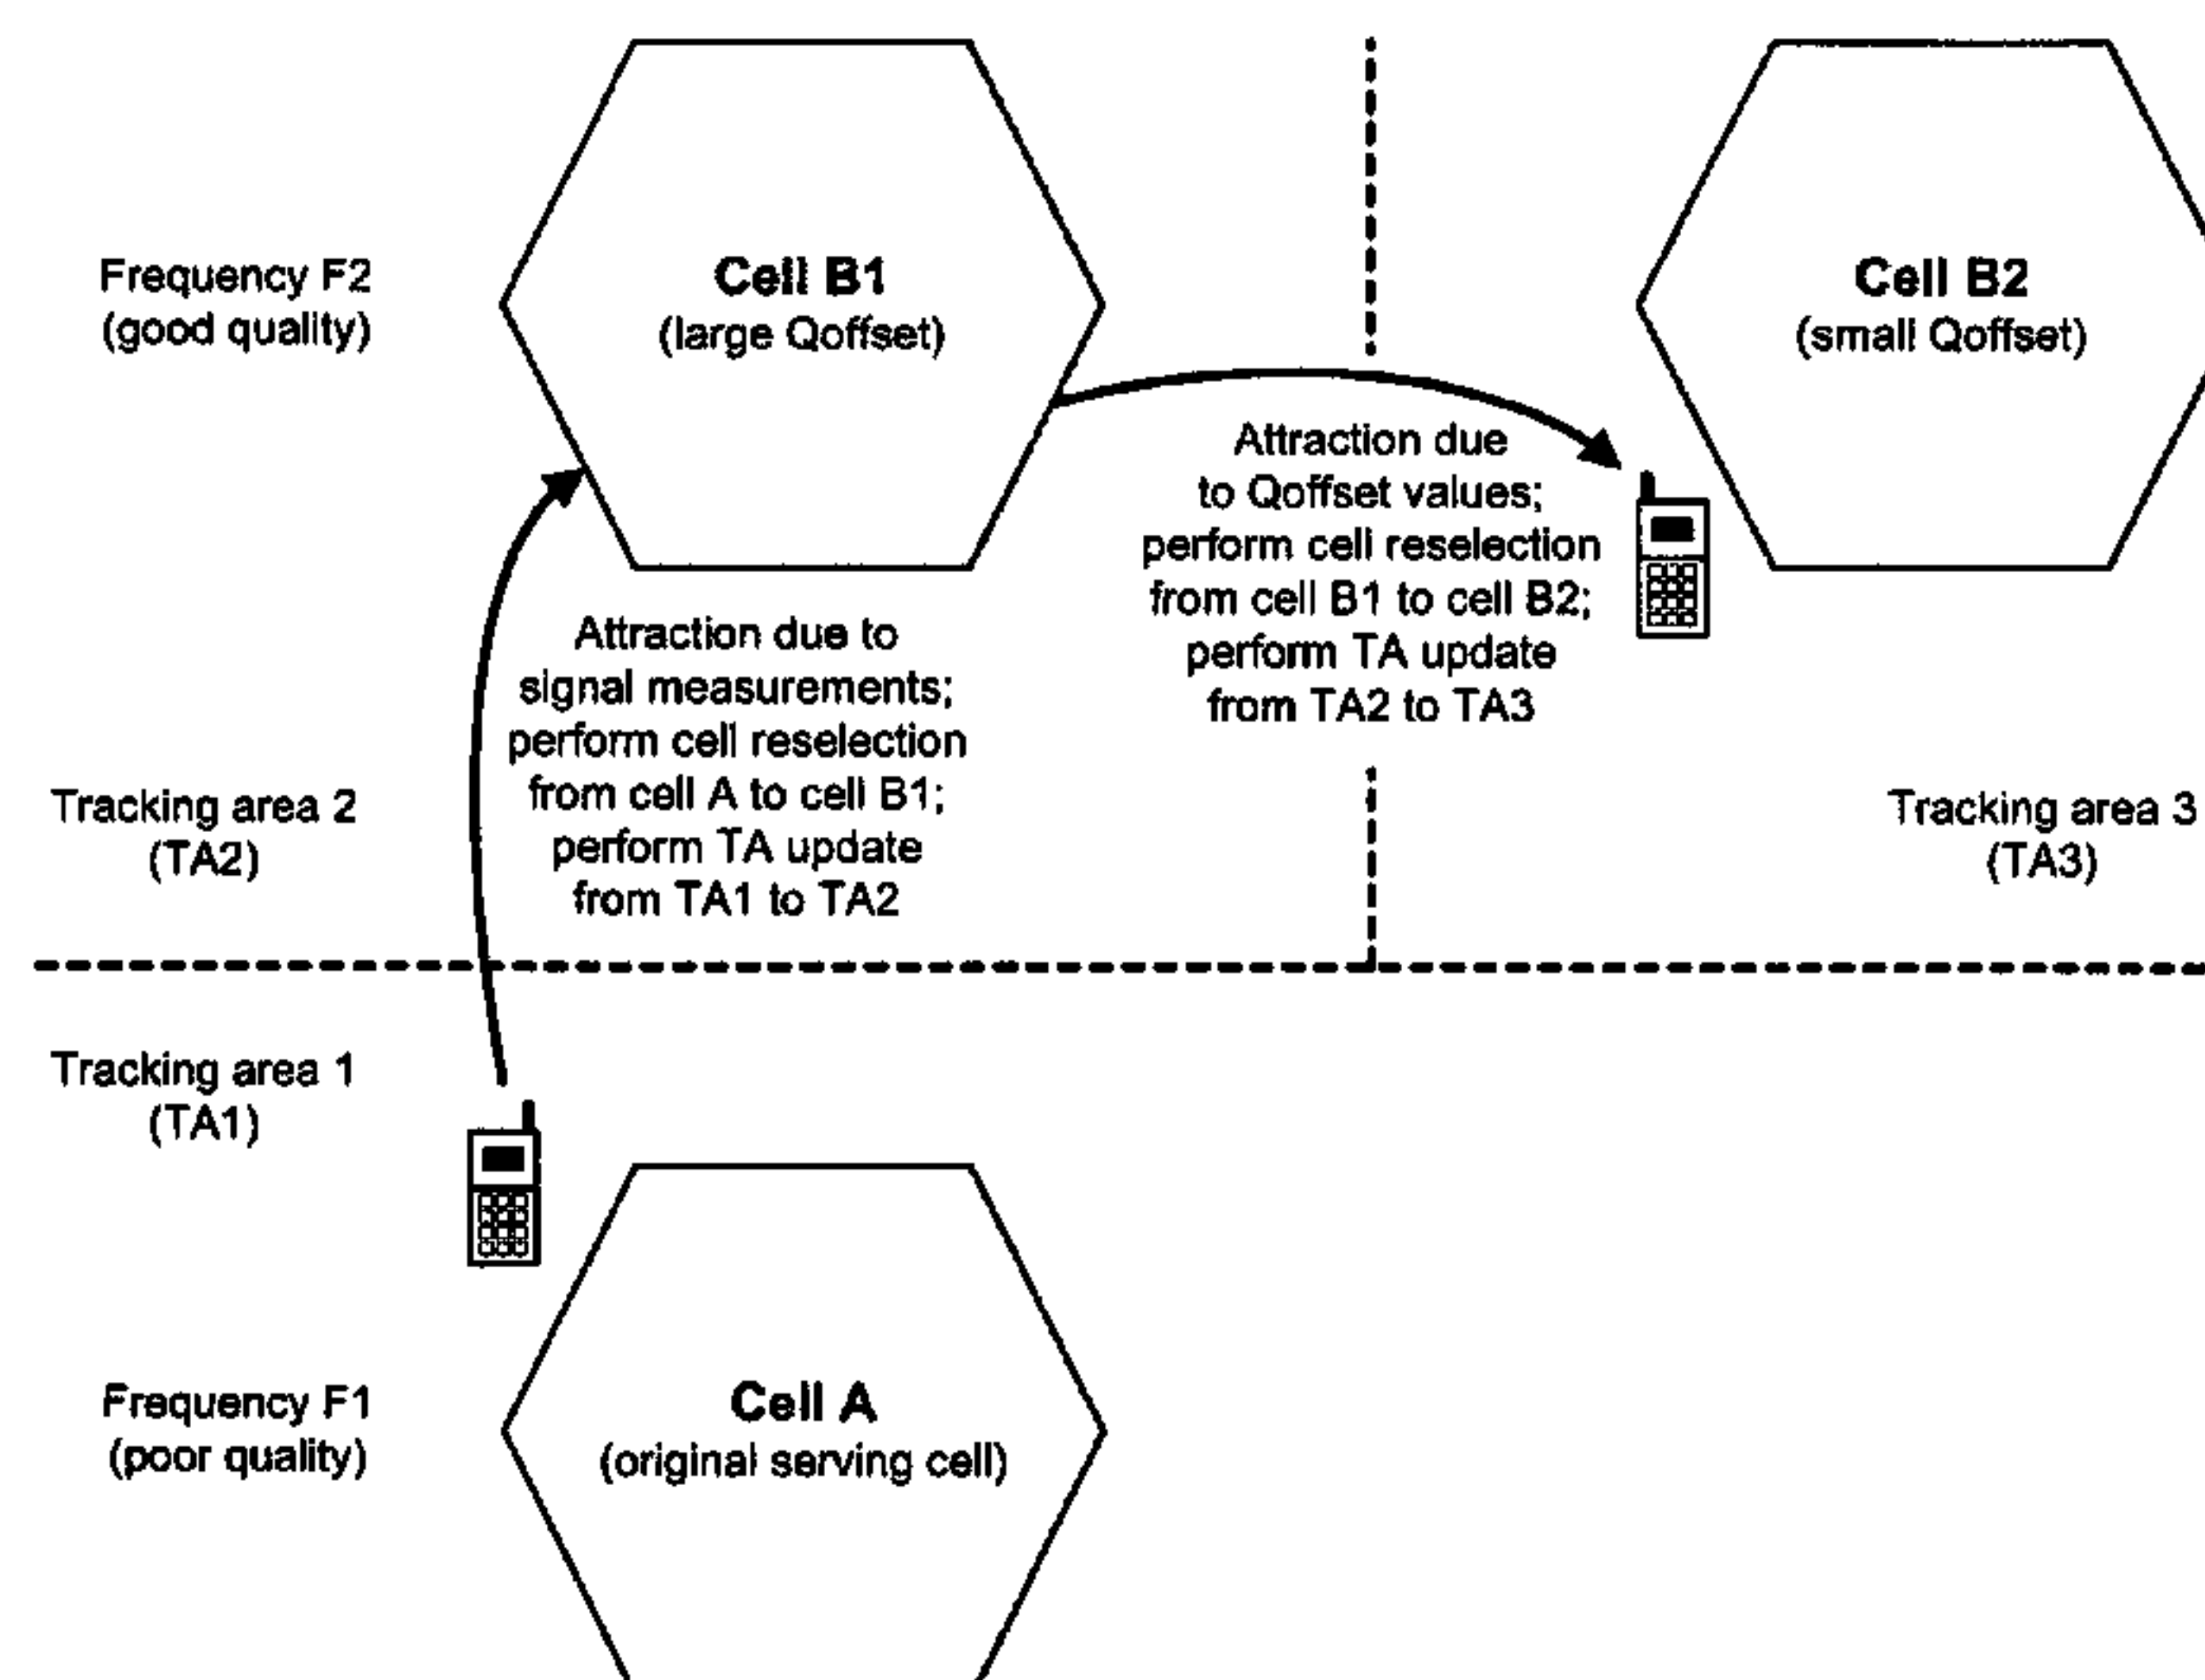 Frequency F2
(good quality)
Cell B1
(large Qoffset)
Cell B2
(small Qoffset)
Attraction due
to Qoffset values;
perform cell reselection
from cell B1 to cell B2;
perform TA update
from TA2 to TA3
Attraction due to
signal measurements;
perform cell reselection
from cell A to cell B1;
perform TA update
from TA1 to TA2
Tracking area 2
(TA2)
Tracking area 3
(TA3)
Tracking area 1
(TA1)
Frequency F1
(poor quality)
Cell A
(original serving cell)